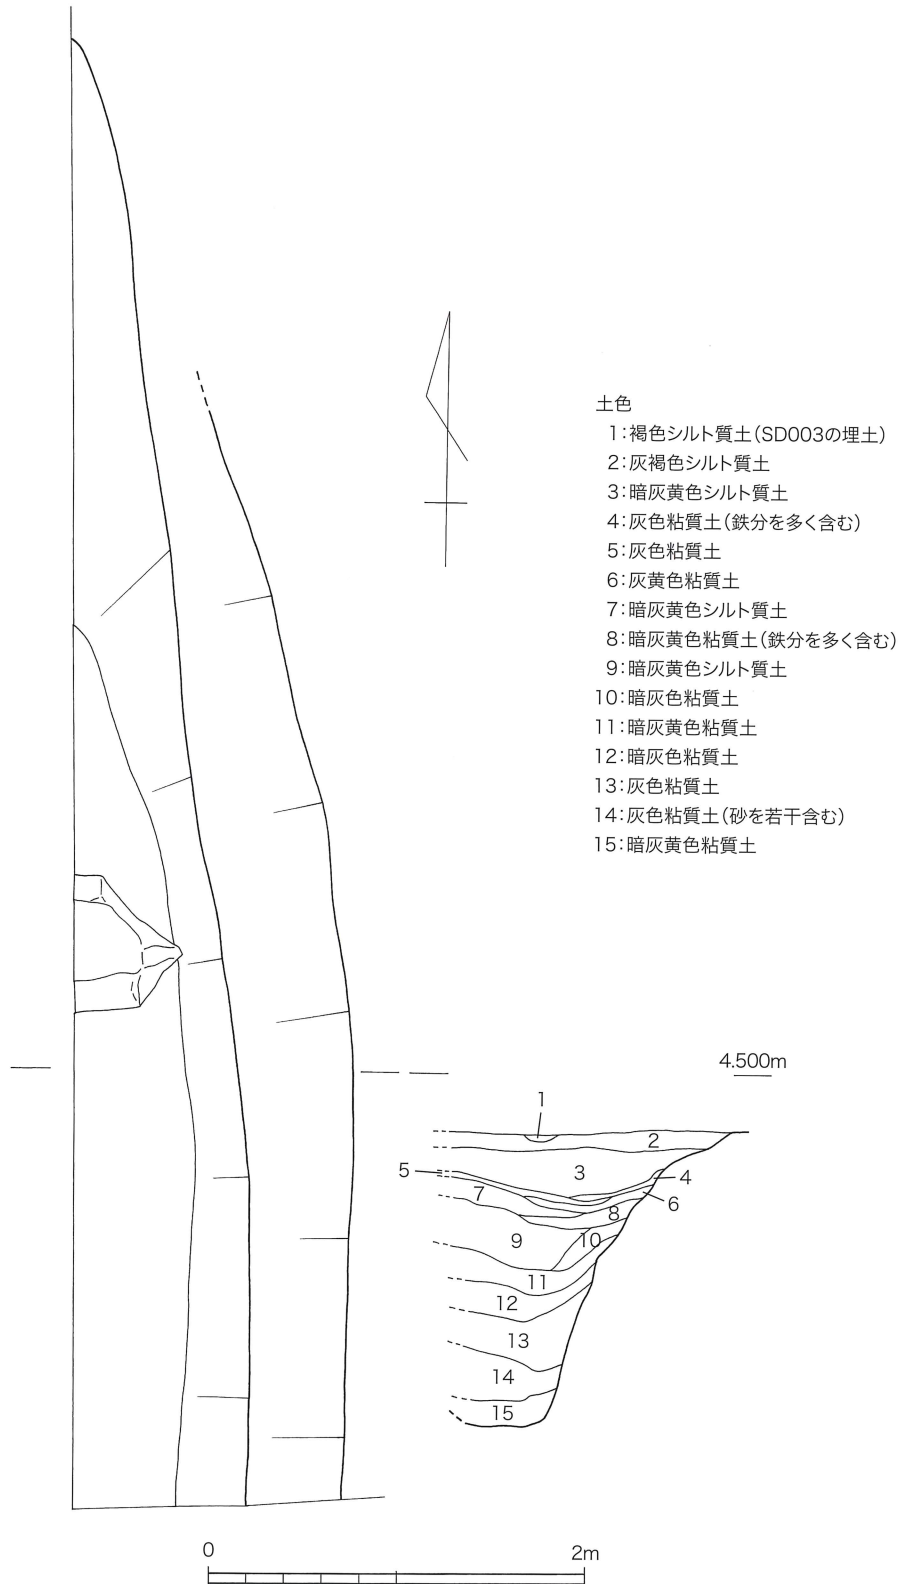 土色
1：褐色シルト質土（SD003の埋土）
2：灰褐色シルト質土
3：暗灰黄色シルト質土
4：灰色粘質土（鉄分を多く含む）
5：灰色粘質土
6：灰黄色粘質土
7：暗灰黄色シルト質土
8：暗灰黄色粘質土（鉄分を多く含む）
9：暗灰黄色シルト質土
10：暗灰色粘質土
11：暗灰黄色粘質土
12：暗灰色粘質土
13：灰色粘質土
14：灰色粘質土（砂を若干含む）
15：暗灰黄色粘質土
4.500m
1
2
3
4
5
6
7
8
9
10
11
12
13
14
15
0 2m